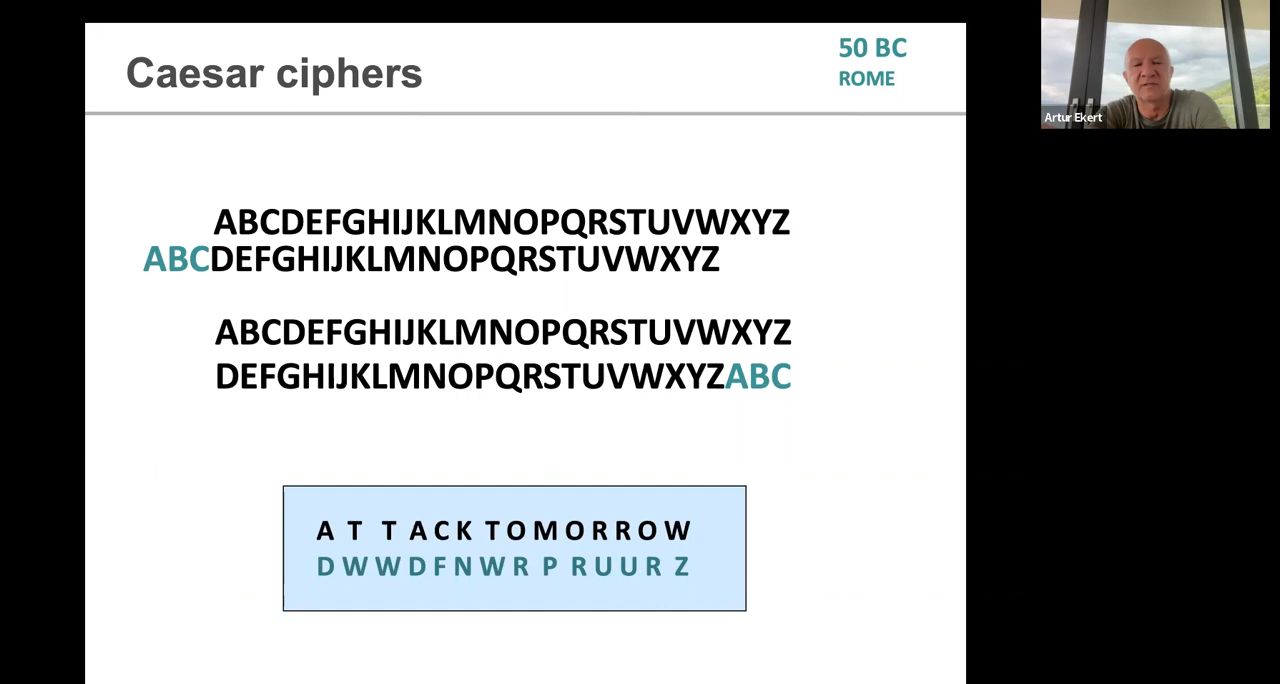 Caesar ciphers
50 BC
ROME
Artur Ekert
ABCDEFGHIJKLMNOPQRSTUVWXYZ
ABCDEFGHIJKLMNOPQRSTUVWXYZ
ABCDEFGHIJKLMNOPQRSTUVWXYZ
DEFGHIJKLMNOPQRSTUVWXYZABC
A T T A C K T O M O R R O W
D W W D F N W R P R U U R Z